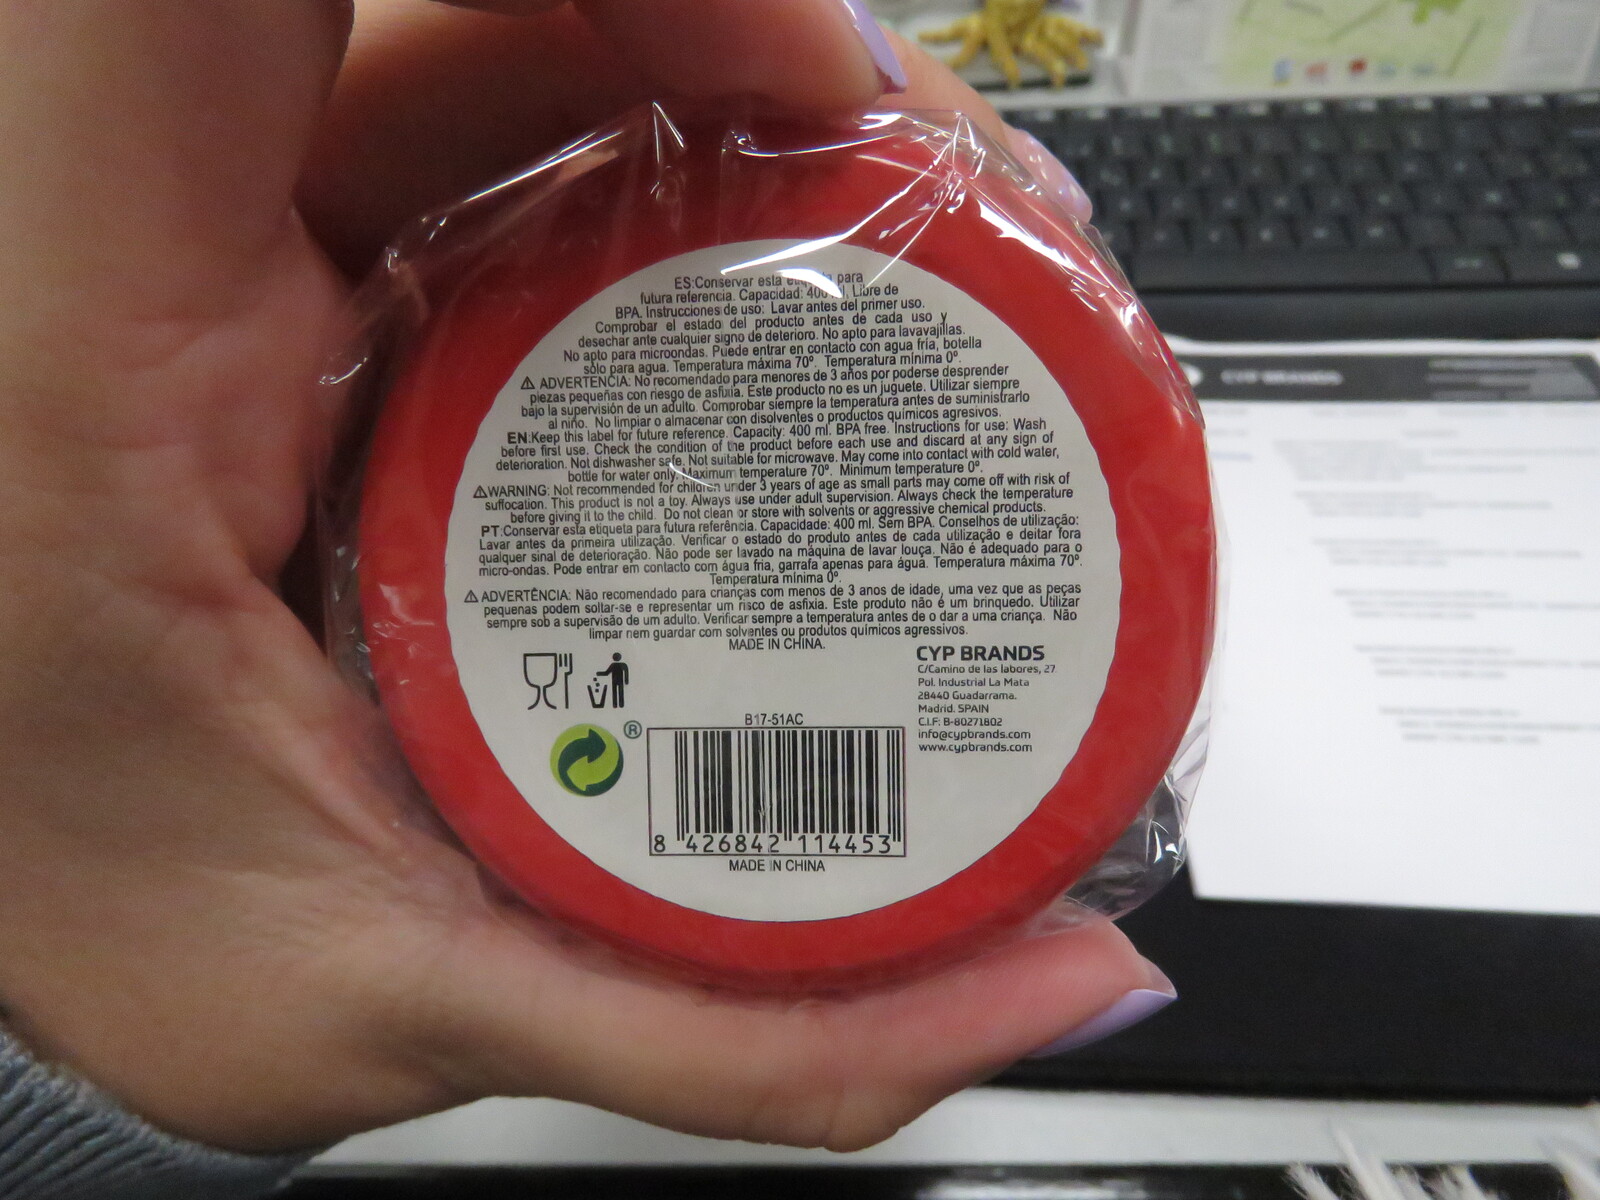 ES:Conservar esta etiqueta para
futura referencia. Capacidad: 400 ml. Libre de
BPA. Instrucciones de uso: Lavar antes del primer uso.
Comprobar el estado del producto antes de cada uso y
desechar ante cualquier signo de deterioro. No apto para lavavajillas.
No apto para microondas. Puede entrar en contacto con agua fría, botella
sólo para agua. Temperatura máxima 70º. Temperatura mínima 0º.
⚠ ADVERTENCIA: No recomendado para menores de 3 años por poderse desprender
piezas pequeñas con riesgo de asfixia. Este producto no es un juguete. Utilizar siempre
bajo la supervisión de un adulto. Comprobar siempre la temperatura antes de suministrarlo
al niño. No limpiar o almacenar con disolventes o productos químicos agresivos.
EN:Keep this label for future reference. Capacity: 400 ml. BPA free. Instructions for use: Wash
before first use. Check the condition of the product before each use and discard at any sign of
deterioration. Not dishwasher safe. Not suitable for microwave. May come into contact with cold water,
bottle for water only. Maximum temperature 70º. Minimum temperature 0º.
⚠WARNING: Not recommended for children under 3 years of age as small parts may come off with risk of
suffocation. This product is not a toy. Always use under adult supervision. Always check the temperature
before giving it to the child. Do not clean or store with solvents or aggressive chemical products.
PT:Conservar esta etiqueta para futura referência. Capacidade: 400 ml. Sem BPA. Conselhos de utilização:
Lavar antes da primeira utilização. Verificar o estado do produto antes de cada utilização e deitar fora
qualquer sinal de deterioração. Não pode ser lavado na máquina de lavar louça. Não é adequado para o
micro-ondas. Pode entrar em contacto com água fria, garrafa apenas para água. Temperatura máxima 70º.
Temperatura mínima 0º.
⚠ ADVERTÊNCIA: Não recomendado para crianças com menos de 3 anos de idade, uma vez que as peças
pequenas podem soltar-se e representar um risco de asfixia. Este produto não é um brinquedo. Utilizar
sempre sob a supervisão de um adulto. Verificar sempre a temperatura antes de o dar a uma criança. Não
limpar nem guardar com solventes ou produtos químicos agressivos.
MADE IN CHINA.
CYP BRANDS
C/Camino de las labores, 27
Pol. Industrial La Mata
28440 Guadarrama.
Madrid. SPAIN
C.I.F: B-80271802
info@cypbrands.com
www.cypbrands.com
B17-51AC
®
8 426842 114453
MADE IN CHINA
CYP BRANDS